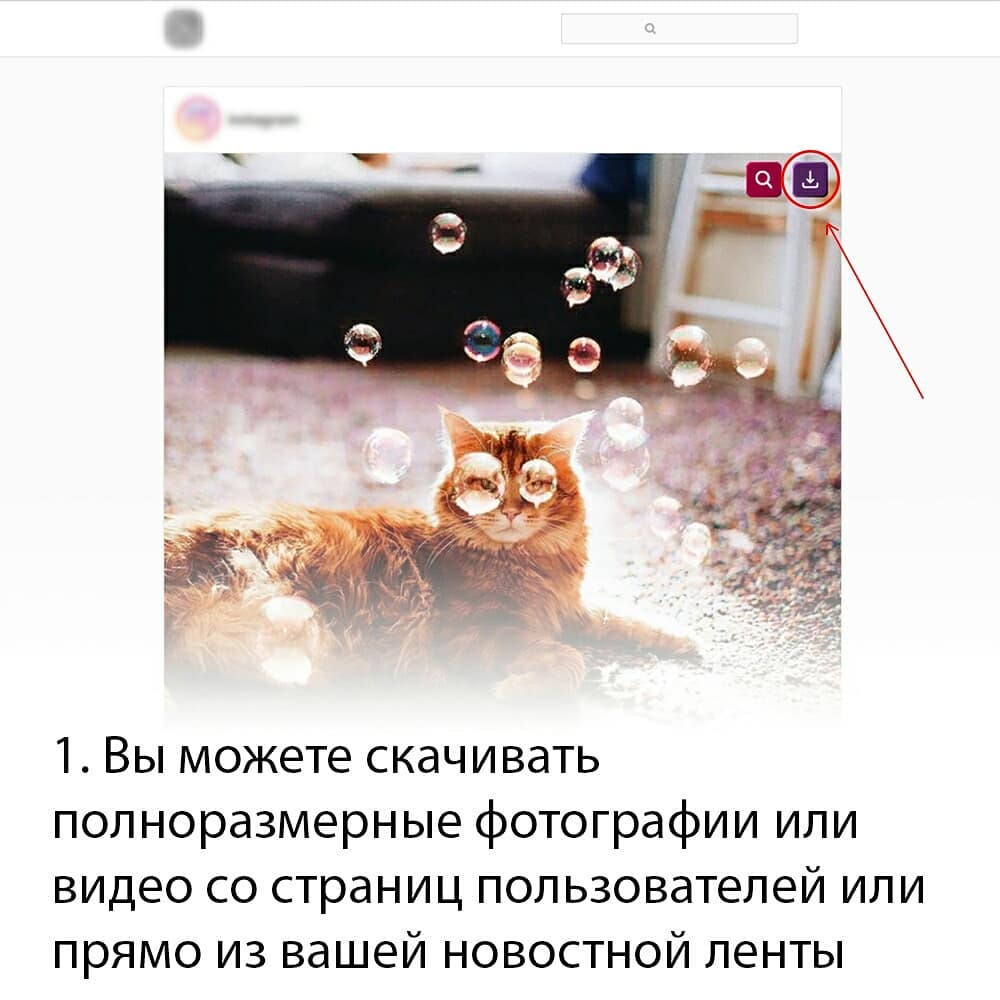 1. Вы можете скачивать
полноразмерные фотографии или
видео со страниц пользователей или
прямо из вашей новостной ленты